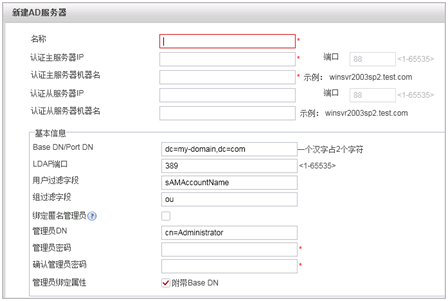 新建AD服务器
名称 *
认证主服务器IP * 端口 88 <1-65535>
认证主服务器机器名 * 示例： winsvr2003sp2.test.com
认证从服务器IP 端口 88 <1-65535>
认证从服务器机器名 示例： winsvr2003sp2.test.com
基本信息
Base DN/Port DN dc=my-domain,dc=com 一个汉字占2个字符
LDAP端口 389 <1-65535>
用户过滤字段 sAMAccountName
组过滤字段 ou
绑定匿名管理员 ?
管理员DN cn=Administrator
管理员密码 *
确认管理员密码 *
管理员绑定属性 附带Base DN